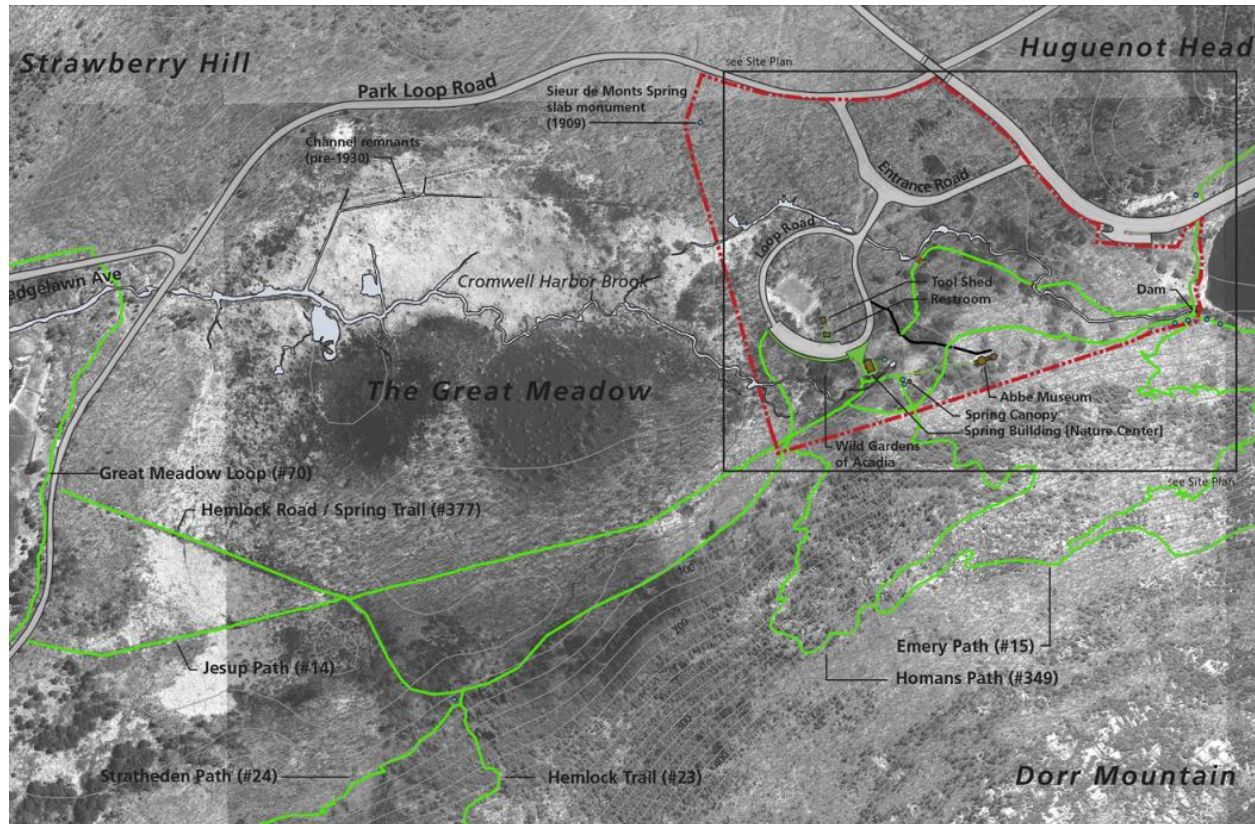 Strawberry Hill
Huguenot Head
see Site Plan
Park Loop Road
Sieur de Monts Spring
slab monument
(1909)
Channel remnants
(pre-1930)
Entrance Road
Loop Road
edgelawn Ave
Cromwell Harbor Brook
Tool Shed
Restroom
Dam
The Great Meadow
Abbe Museum
Spring Canopy
Spring Building [Nature Center]
Wild Gardens
of Acadia
Great Meadow Loop (#70)
see Site Plan
Hemlock Road / Spring Trail (#377)
100
Emery Path (#15)
Jesup Path (#14)
Homans Path (#349)
Stratheden Path (#24)
Hemlock Trail (#23)
Dorr Mountain